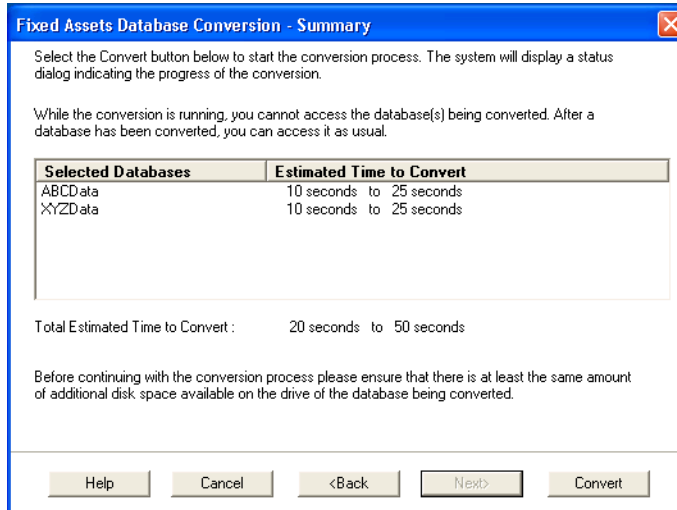 Fixed Assets Database Conversion - Summary
Select the Convert button below to start the conversion process. The system will display a status
dialog indicating the progress of the conversion.
While the conversion is running, you cannot access the database(s) being converted. After a
database has been converted, you can access it as usual.
Selected Databases Estimated Time to Convert
ABCData 10 seconds to 25 seconds
XYZData 10 seconds to 25 seconds
Total Estimated Time to Convert : 20 seconds to 50 seconds
Before continuing with the conversion process please ensure that there is at least the same amount
of additional disk space available on the drive of the database being converted.
Help Cancel <Back Next> Convert